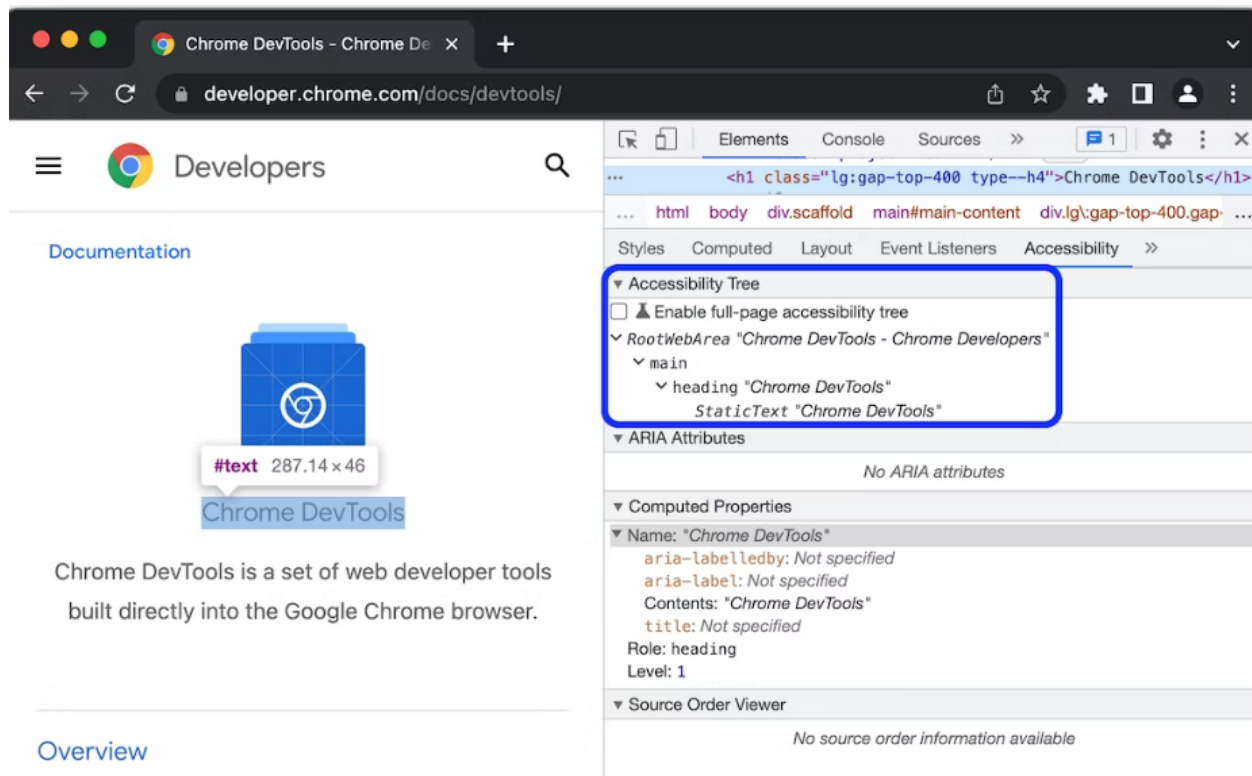 Chrome DevTools - Chrome De
developer.chrome.com/docs/devtools/
Developers
Documentation
#text 287.14×46
Chrome DevTools
Chrome DevTools is a set of web developer tools
built directly into the Google Chrome browser.
Overview
Elements Console Sources » 1
... <h1 class="lg:gap-top-400 type--h4">Chrome DevTools</h1>
... html body div.scaffold main#main-content div.lg\:gap-top-400.gap- ...
Styles Computed Layout Event Listeners Accessibility »
Accessibility Tree
Enable full-page accessibility tree
RootWebArea "Chrome DevTools - Chrome Developers"
main
heading "Chrome DevTools"
StaticText "Chrome DevTools"
ARIA Attributes
No ARIA attributes
Computed Properties
Name: "Chrome DevTools"
aria-labelledby: Not specified
aria-label: Not specified
Contents: "Chrome DevTools"
title: Not specified
Role: heading
Level: 1
Source Order Viewer
No source order information available